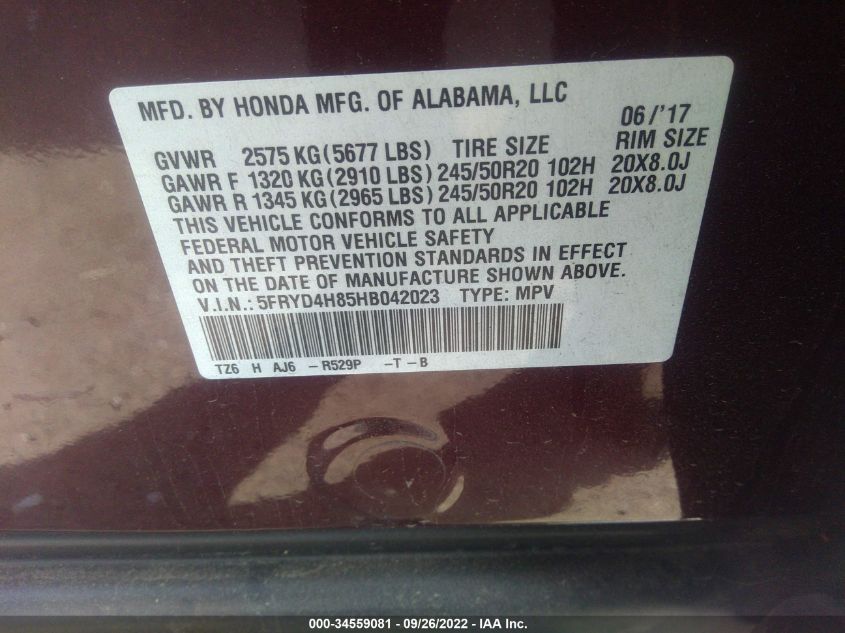 MFD. BY HONDA MFG. OF ALABAMA, LLC 06/'17
GVWR 2575 KG(5677 LBS) TIRE SIZE RIM SIZE
GAWR F 1320 KG(2910 LBS) 245/50R20 102H 20X8.0J
GAWR R 1345 KG(2965 LBS) 245/50R20 102H 20X8.0J
THIS VEHICLE CONFORMS TO ALL APPLICABLE
FEDERAL MOTOR VEHICLE SAFETY
AND THEFT PREVENTION STANDARDS IN EFFECT
ON THE DATE OF MANUFACTURE SHOWN ABOVE.
V.I.N.: 5FRYD4H85HB042023 TYPE: MPV
TZ6 H AJ6 -R529P -T-B
000-34559081 - 09/26/2022 - IAA Inc.